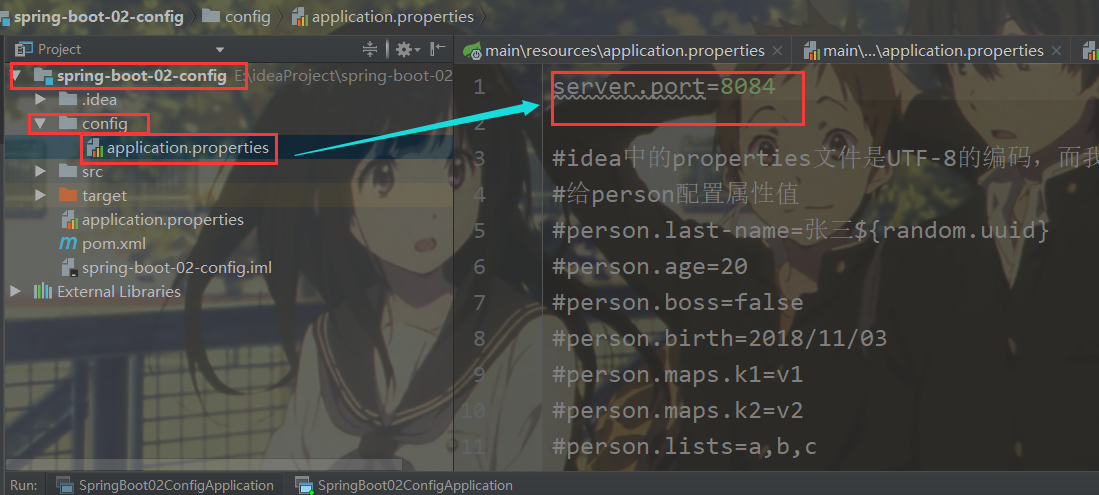 spring-boot-02-config config application.properties
Project
main\resources\application.properties main\...\application.properties
spring-boot-02-config E:\ideaProject\spring-boot-02
.idea
config
application.properties
src
target
application.properties
pom.xml
spring-boot-02-config.iml
External Libraries
1 server.port=8084
2
3 #idea中的properties文件是UTF-8的编码，而我
4 #给person配置属性值
5 #person.last-name=张三${random.uuid}
6 #person.age=20
7 #person.boss=false
8 #person.birth=2018/11/03
9 #person.maps.k1=v1
10 #person.maps.k2=v2
11 #person.lists=a,b,c
Run: SpringBoot02ConfigApplication SpringBoot02ConfigApplication